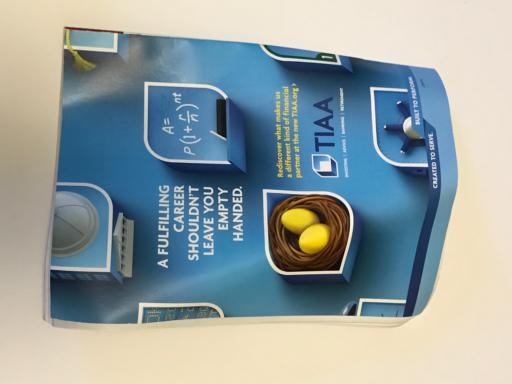 A=
P(1+r/n)^nt
A FULFILLING
CAREER
SHOULDN'T
LEAVE YOU
EMPTY
HANDED.
Rediscover what makes us
a different kind of financial
partner at the new TIAA.org
TIAA
INVESTING | ADVICE | BANKING | RETIREMENT
BUILT TO PERFORM.
CREATED TO SERVE.